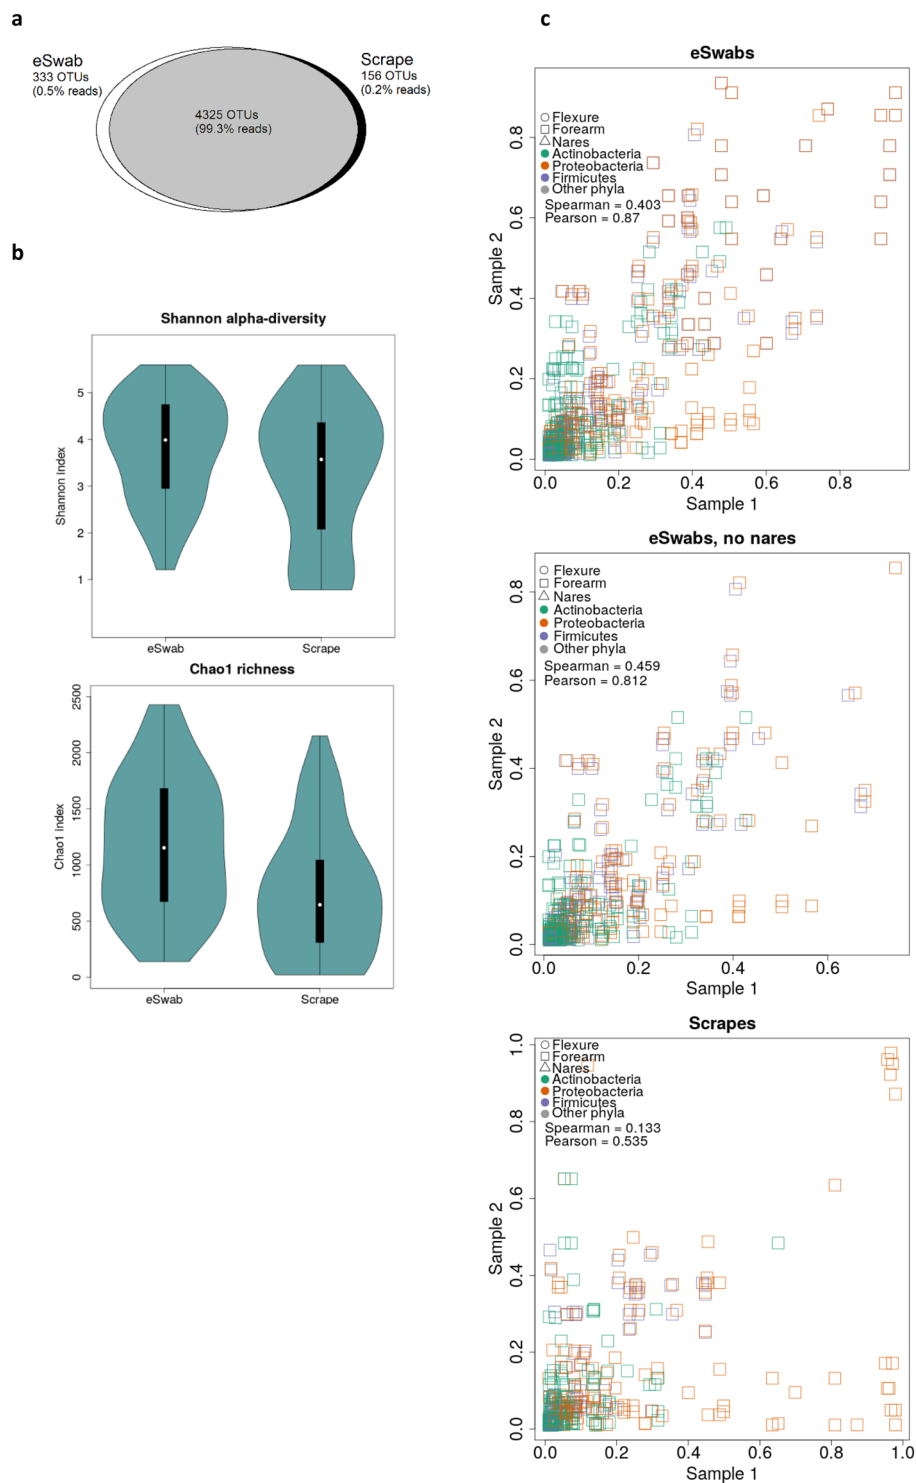 a
eSwab
333 OTUs
(0.5% reads)
4325 OTUs
(99.3% reads)
Scrape
156 OTUs
(0.2% reads)
b
Shannon alpha-diversity
Shannon Index
5
4
3
2
1
eSwab
Scrape
Chao1 richness
Chao1 Index
2500
2000
1500
1000
500
0
eSwab
Scrape
c
eSwabs
Flexure
Forearm
Nares
Actinobacteria
Proteobacteria
Firmicutes
Other phyla
Spearman = 0.403
Pearson = 0.87
Sample 2
0.8
0.6
0.4
0.2
0.0
0.0 0.2 0.4 0.6 0.8
Sample 1
eSwabs, no nares
Flexure
Forearm
Nares
Actinobacteria
Proteobacteria
Firmicutes
Other phyla
Spearman = 0.459
Pearson = 0.812
Sample 2
0.8
0.6
0.4
0.2
0.0
0.0 0.2 0.4 0.6
Sample 1
Scrapes
Flexure
Forearm
Nares
Actinobacteria
Proteobacteria
Firmicutes
Other phyla
Spearman = 0.133
Pearson = 0.535
Sample 2
1.0
0.8
0.6
0.4
0.2
0.0
0.0 0.2 0.4 0.6 0.8 1.0
Sample 1